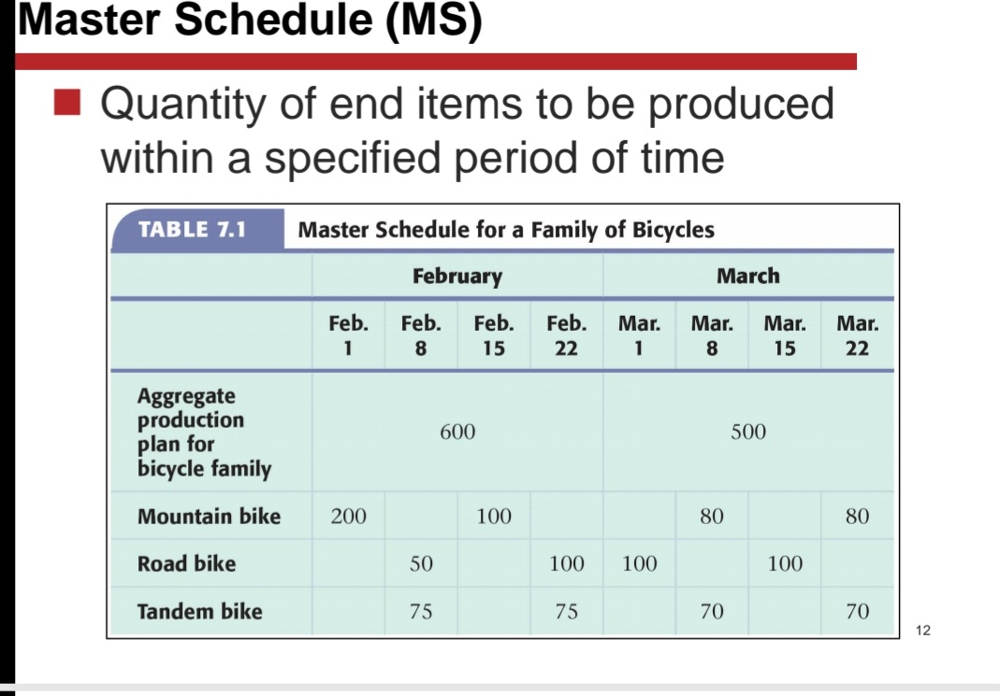 Master Schedule (MS)
Quantity of end items to be produced
within a specified period of time
TABLE 7.1 Master Schedule for a Family of Bicycles
February March
Feb. Feb. Feb. Feb. Mar. Mar. Mar. Mar.
1 8 15 22 1 8 15 22
Aggregate
production
plan for
bicycle family
600 500
Mountain bike 200 100 80 80
Road bike 50 100 100 100
Tandem bike 75 75 70 70
12